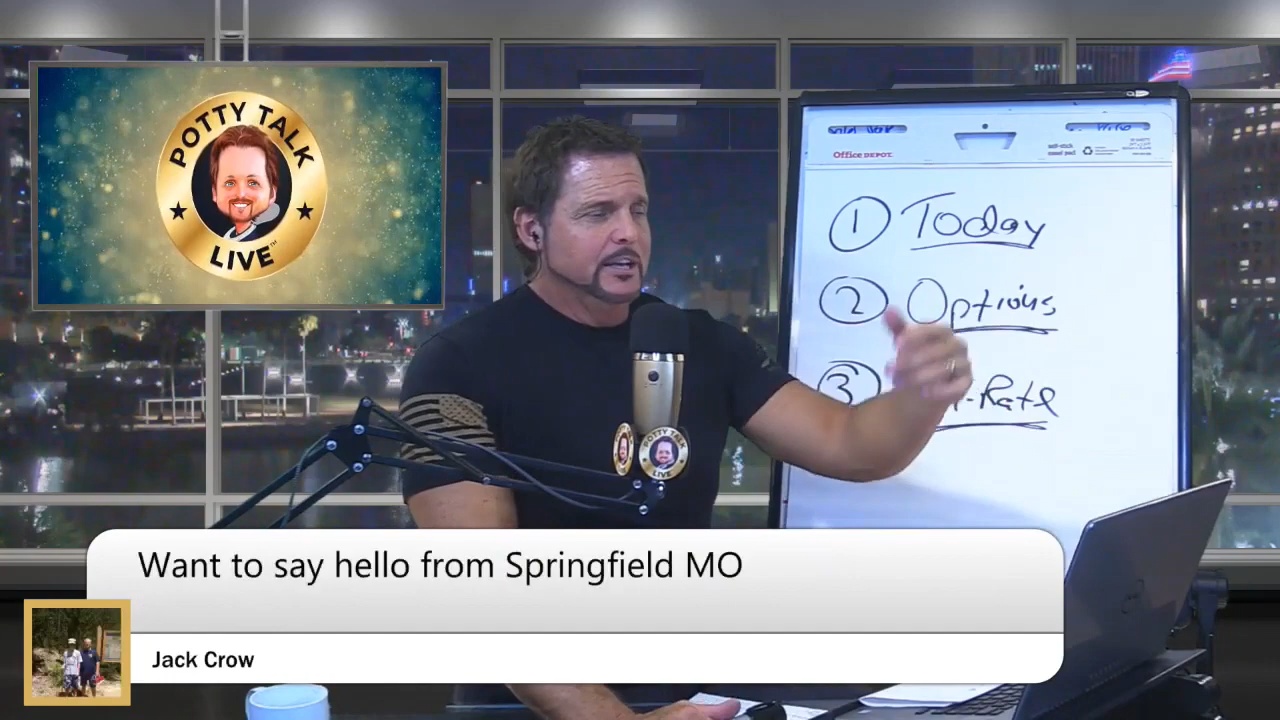 POTTY TALK
LIVE™
Office DEPOT.
1 Today
2 Options
3 -Rate
POTTY TALK
LIVE
Want to say hello from Springfield MO
Jack Crow